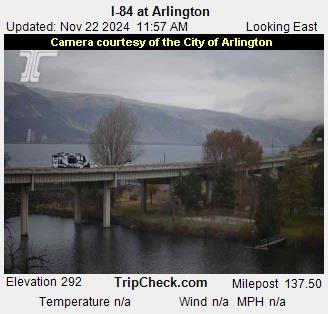 I-84 at Arlington
Updated: Nov 22 2024 11:57 AM Looking East
Camera courtesy of the City of Arlington
Elevation 292 TripCheck.com Milepost 137.50
Temperature n/a Wind n/a MPH n/a